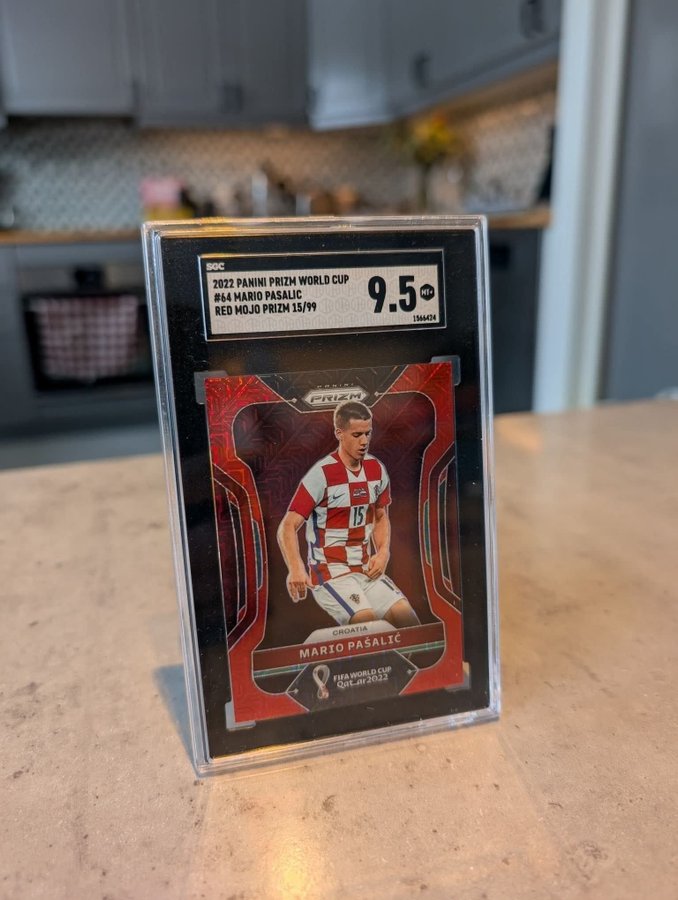 SGC
2022 PANINI PRIZM WORLD CUP
#64 MARIO PASALIC
RED MOJO PRIZM 15/99
9.5
MT+
1566424
PANINI
PRIZM
15
CROATIA
MARIO PAŠALIĆ
FIFA WORLD CUP
Qatar2022